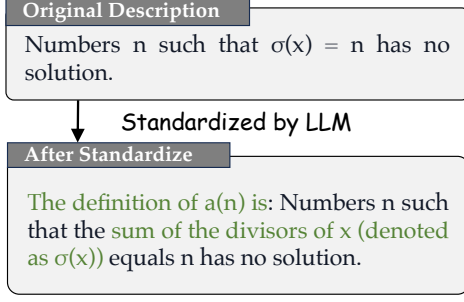 Original Description
Numbers n such that σ(x) = n has no
solution.
Standardized by LLM
After Standardize
The definition of a(n) is: Numbers n such
that the sum of the divisors of x (denoted
as σ(x)) equals n has no solution.